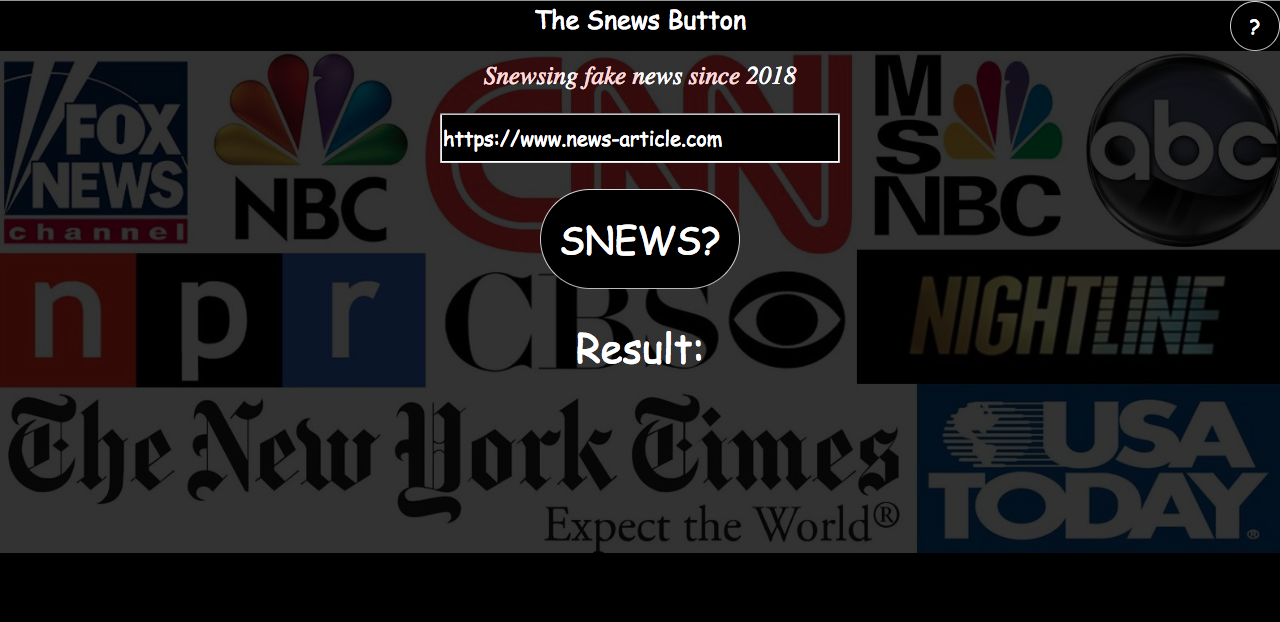 The Snews Button
?
Snewsing fake news since 2018
https://www.news-article.com
SNEWS?
Result:
FOX
NEWS
channel
NBC
CNN
M
S
NBC
abc
npr
CBS
NIGHTLINE
The New York Times
Expect the World®
USA
TODAY®